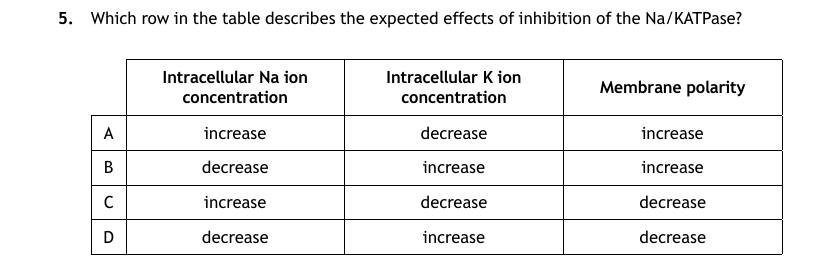 5. Which row in the table describes the expected effects of inhibition of the Na/KATPase?
Intracellular Na ion concentration Intracellular K ion concentration Membrane polarity
A increase decrease increase
B decrease increase increase
C increase decrease decrease
D decrease increase decrease